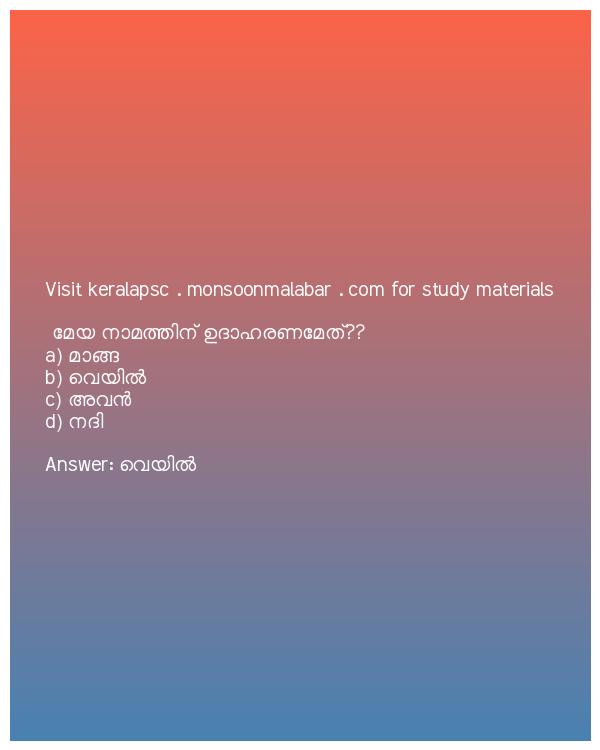 Visit keralapsc . monsoonmalabar . com for study materials
മേയ നാമത്തിന് ഉദാഹരണമേത്??
a) മാങ്ങ
b) വെയിൽ
c) അവൻ
d) നദി
Answer: വെയിൽ